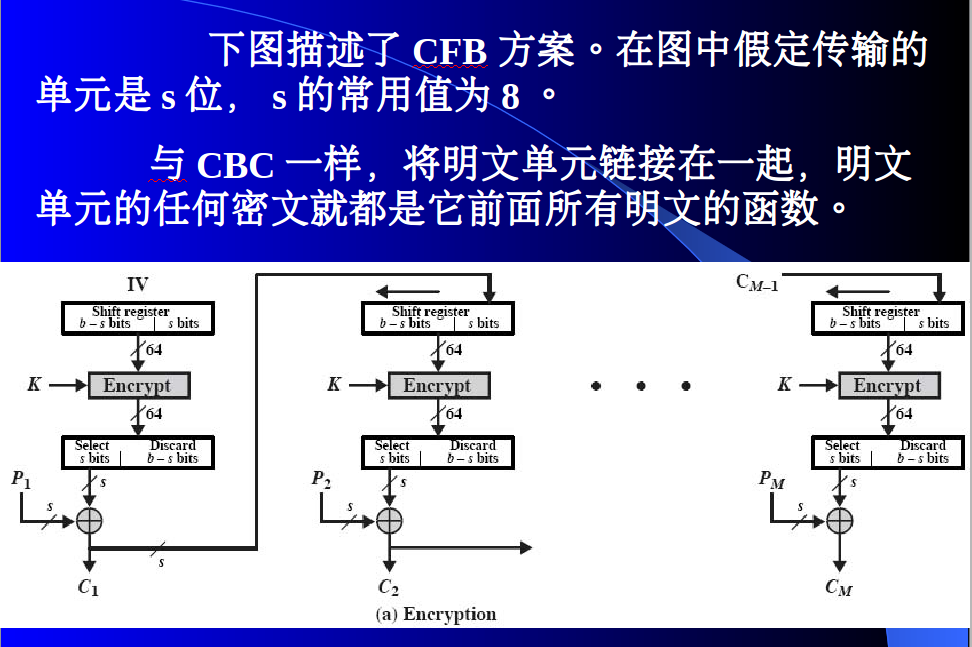 下图描述了 CFB 方案。在图中假定传输的
单元是 s 位， s 的常用值为 8 。
与 CBC 一样，将明文单元链接在一起，明文
单元的任何密文就都是它前面所有明文的函数。
IV
C_{M-1}
Shift register
b – s bits | s bits
Shift register
b – s bits | s bits
Shift register
b – s bits | s bits
64
64
64
K
Encrypt
K
Encrypt
K
Encrypt
64
64
64
Select Discard
s bits | b – s bits
Select Discard
s bits | b – s bits
Select Discard
s bits | b – s bits
P₁
s
P₂
s
P_M
s
s
s
s
s
C₁
C₂
C_M
(a) Encryption